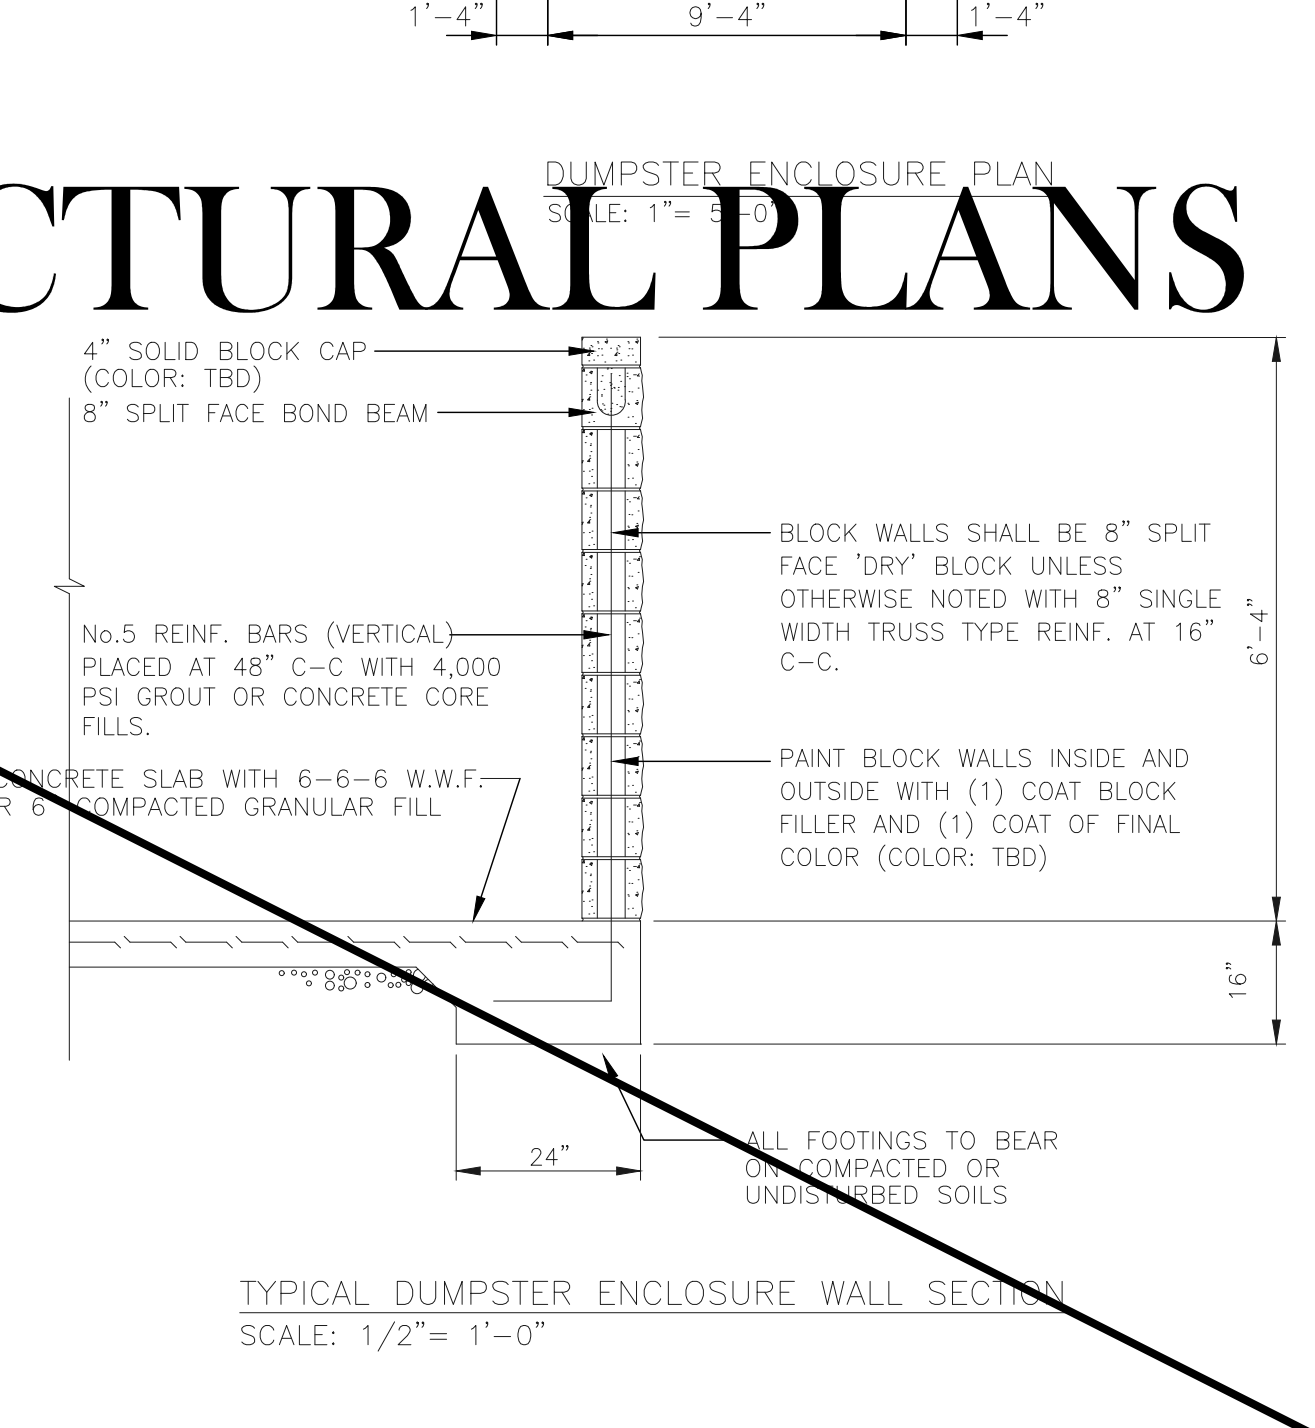 1'-4" 9'-4" 1'-4"
DUMPSTER ENCLOSURE PLAN
SCALE: 1"= 5'-0"
CTURAL PLANS
4" SOLID BLOCK CAP
(COLOR: TBD)
8" SPLIT FACE BOND BEAM
BLOCK WALLS SHALL BE 8" SPLIT
FACE 'DRY' BLOCK UNLESS
OTHERWISE NOTED WITH 8" SINGLE
WIDTH TRUSS TYPE REINF. AT 16"
C-C.
6'-4"
No.5 REINF. BARS (VERTICAL)
PLACED AT 48" C-C WITH 4,000
PSI GROUT OR CONCRETE CORE
FILLS.
PAINT BLOCK WALLS INSIDE AND
OUTSIDE WITH (1) COAT BLOCK
FILLER AND (1) COAT OF FINAL
COLOR (COLOR: TBD)
CONCRETE SLAB WITH 6-6-6 W.W.F.
R 6" COMPACTED GRANULAR FILL
16"
24"
ALL FOOTINGS TO BEAR
ON COMPACTED OR
UNDISTURBED SOILS
TYPICAL DUMPSTER ENCLOSURE WALL SECTION
SCALE: 1/2"= 1'-0"